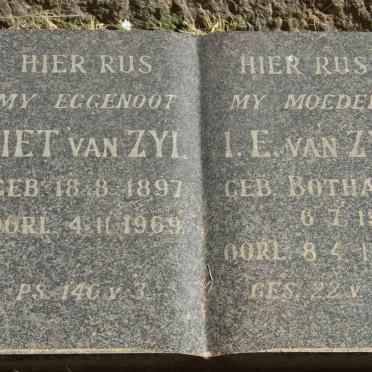 HIER RUS
MY EGGENOOT
IET VAN ZYL
GEB. 18.8.1897
OORL. 4.11.1969
PS. 146 v 3
HIER RUS
MY MOEDE
I. E. VAN Z
GEB. BOTHA
6.7.19
OORL. 8.4.1
GES. 22 v